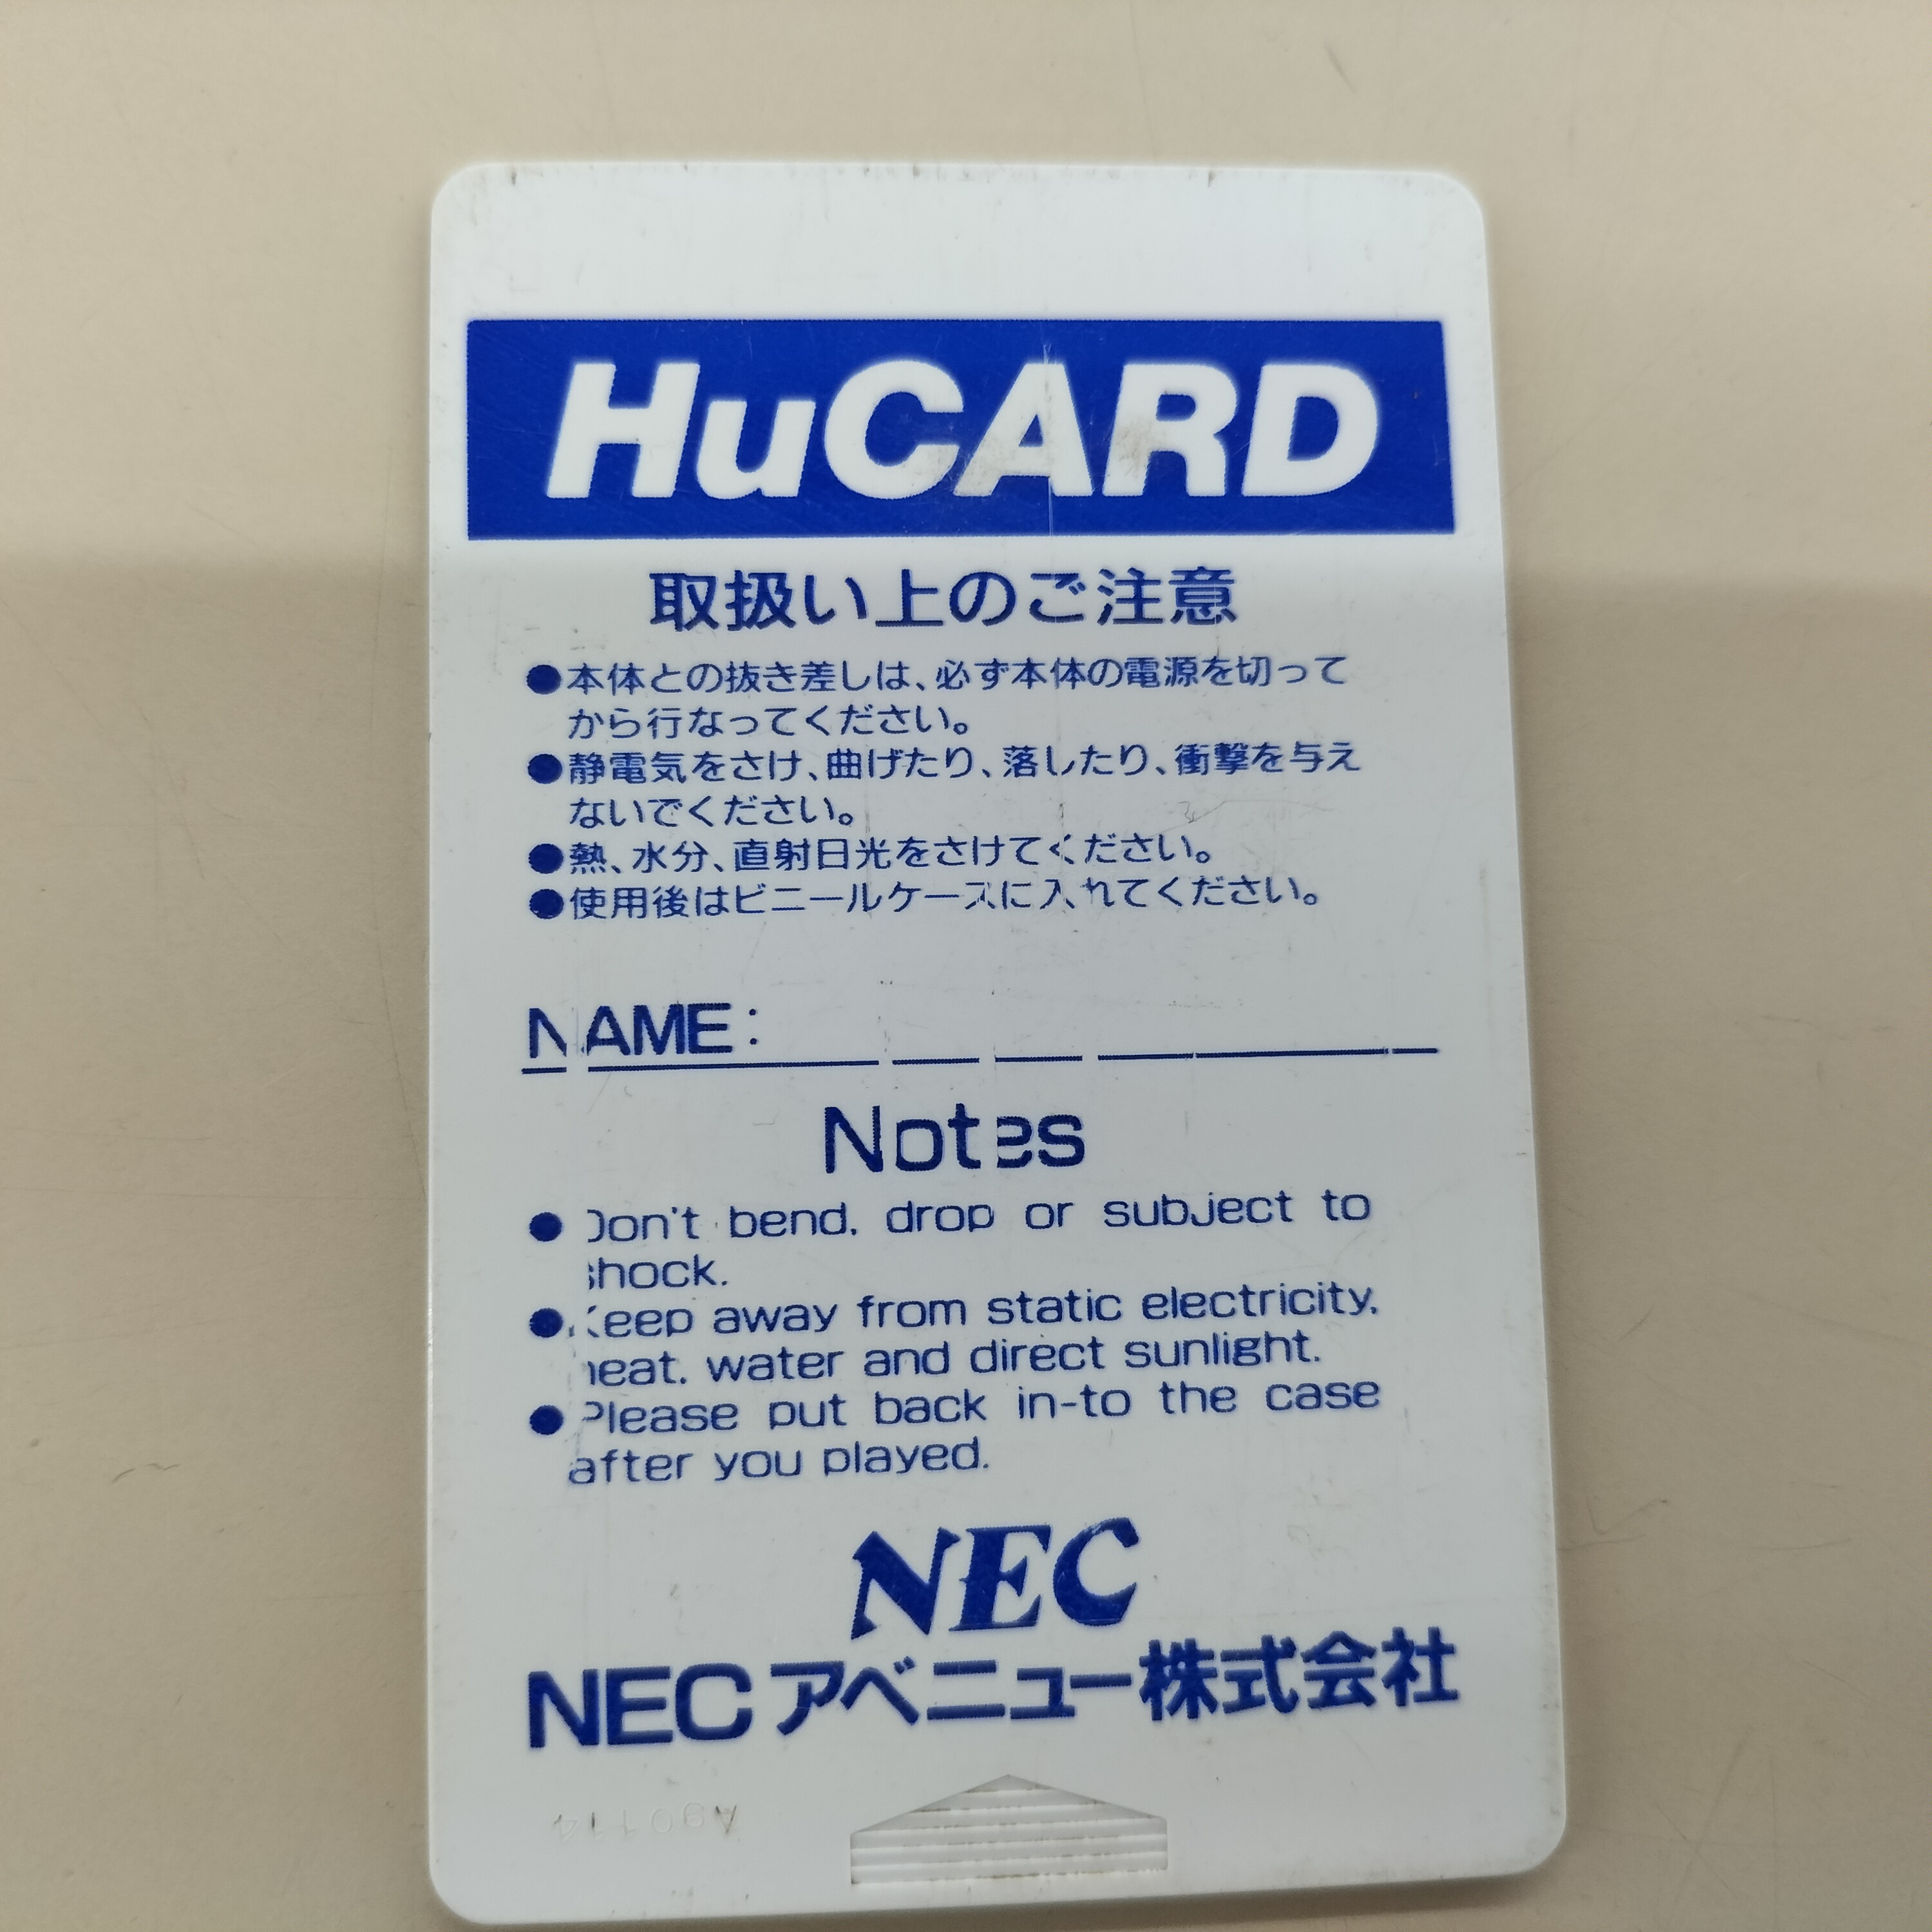 HuCARD
取扱い上のご注意
●本体との抜き差しは、必ず本体の電源を切って
から行なってください。
●静電気をさけ、曲げたり、落したり、衝撃を与え
ないでください。
●熱、水分、直射日光をさけてください。
●使用後はビニールケースに入れてください。
NAME:
Notes
● Don't bend, drop or subject to
shock.
● Keep away from static electricity,
heat, water and direct sunlight.
● Please put back in-to the case
after you played.
NEC
NECアベニュー株式会社